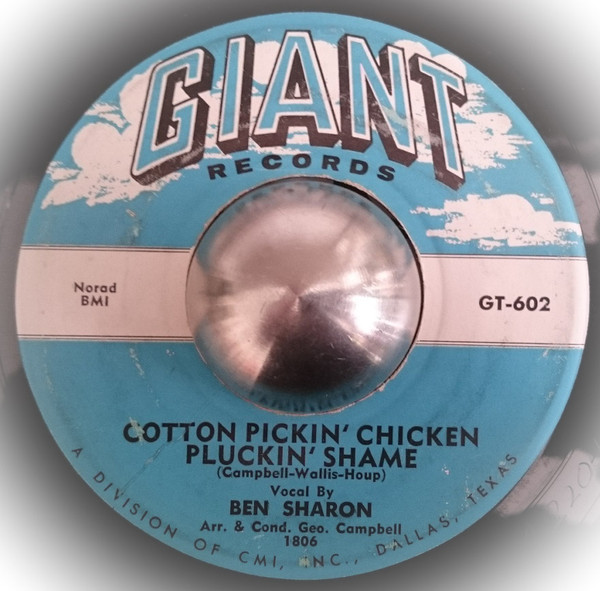 GIANT
RECORDS
Norad
BMI
GT-602
COTTON PICKIN' CHICKEN
PLUCKIN' SHAME
(Campbell-Wallis-Houp)
Vocal By
BEN SHARON
Arr. & Cond. Geo. Campbell
1806
A DIVISION OF CMI, INC., DALLAS, TEXAS